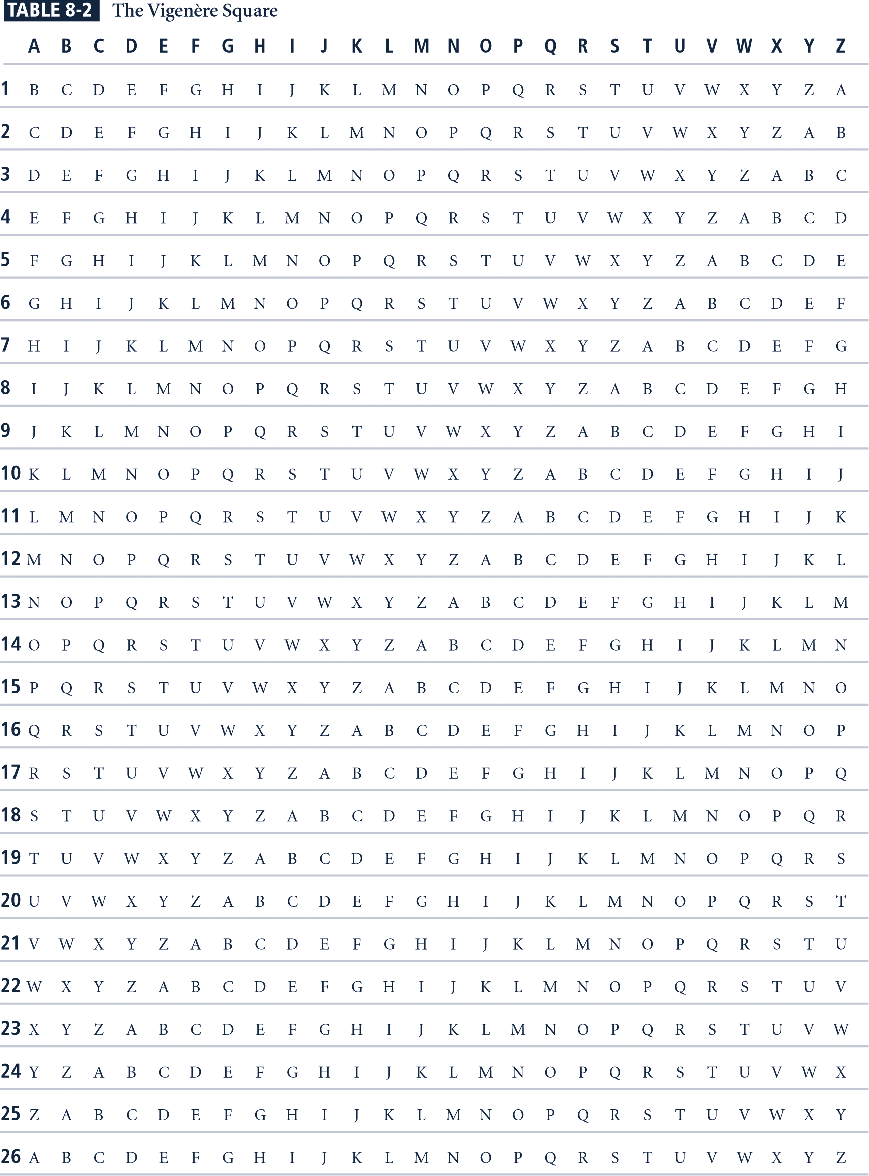 TABLE 8-2 The Vigenère Square
A B C D E F G H I J K L M N O P Q R S T U V W X Y Z
1 B C D E F G H I J K L M N O P Q R S T U V W X Y Z A
2 C D E F G H I J K L M N O P Q R S T U V W X Y Z A B
3 D E F G H I J K L M N O P Q R S T U V W X Y Z A B C
4 E F G H I J K L M N O P Q R S T U V W X Y Z A B C D
5 F G H I J K L M N O P Q R S T U V W X Y Z A B C D E
6 G H I J K L M N O P Q R S T U V W X Y Z A B C D E F
7 H I J K L M N O P Q R S T U V W X Y Z A B C D E F G
8 I J K L M N O P Q R S T U V W X Y Z A B C D E F G H
9 J K L M N O P Q R S T U V W X Y Z A B C D E F G H I
10 K L M N O P Q R S T U V W X Y Z A B C D E F G H I J
11 L M N O P Q R S T U V W X Y Z A B C D E F G H I J K
12 M N O P Q R S T U V W X Y Z A B C D E F G H I J K L
13 N O P Q R S T U V W X Y Z A B C D E F G H I J K L M
14 O P Q R S T U V W X Y Z A B C D E F G H I J K L M N
15 P Q R S T U V W X Y Z A B C D E F G H I J K L M N O
16 Q R S T U V W X Y Z A B C D E F G H I J K L M N O P
17 R S T U V W X Y Z A B C D E F G H I J K L M N O P Q
18 S T U V W X Y Z A B C D E F G H I J K L M N O P Q R
19 T U V W X Y Z A B C D E F G H I J K L M N O P Q R S
20 U V W X Y Z A B C D E F G H I J K L M N O P Q R S T
21 V W X Y Z A B C D E F G H I J K L M N O P Q R S T U
22 W X Y Z A B C D E F G H I J K L M N O P Q R S T U V
23 X Y Z A B C D E F G H I J K L M N O P Q R S T U V W
24 Y Z A B C D E F G H I J K L M N O P Q R S T U V W X
25 Z A B C D E F G H I J K L M N O P Q R S T U V W X Y
26 A B C D E F G H I J K L M N O P Q R S T U V W X Y Z